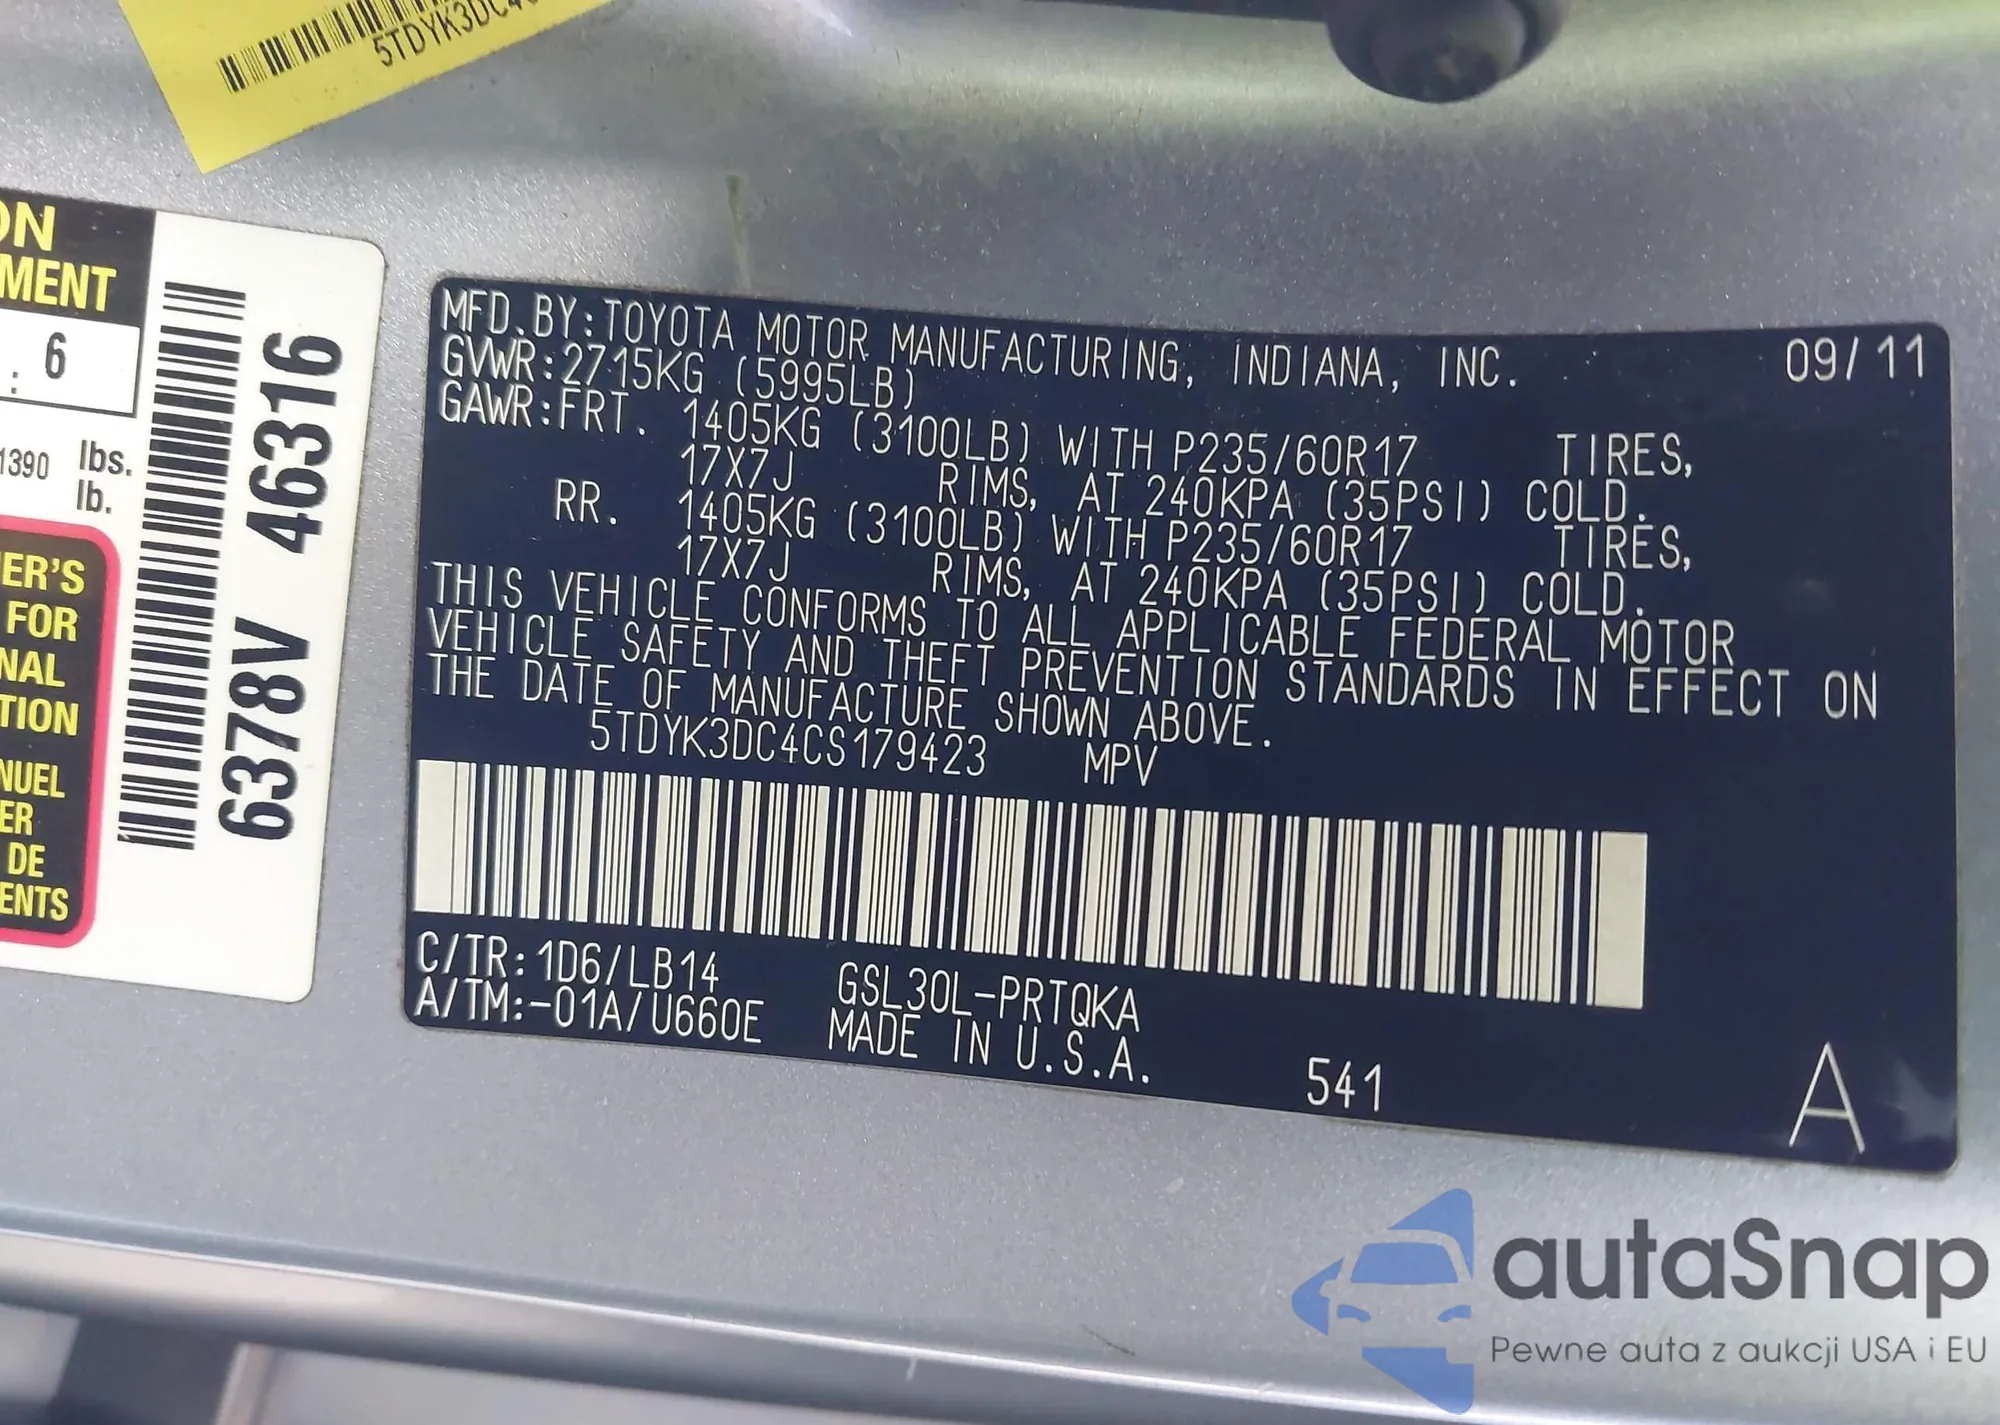 5TDYK3DC4
ON
MENT
: 6
1390 lbs.
lb.
ER'S
FOR
NAL
TION
NUEL
ER
DE
ENTS
6378V 46316
MFD.BY:TOYOTA MOTOR MANUFACTURING, INDIANA, INC. 09/11
GVWR:2715KG (5995LB)
GAWR:FRT. 1405KG (3100LB) WITH P235/60R17 TIRES,
17X7J RIMS, AT 240KPA (35PSI) COLD.
RR. 1405KG (3100LB) WITH P235/60R17 TIRES,
17X7J RIMS, AT 240KPA (35PSI) COLD.
THIS VEHICLE CONFORMS TO ALL APPLICABLE FEDERAL MOTOR
VEHICLE SAFETY AND THEFT PREVENTION STANDARDS IN EFFECT ON
THE DATE OF MANUFACTURE SHOWN ABOVE.
5TDYK3DC4CS179423 MPV
C/TR:1D6/LB14 GSL30L-PRTQKA
A/TM:-01A/U660E MADE IN U.S.A.
541 A
autaSnap
Pewne auta z aukcji USA i EU